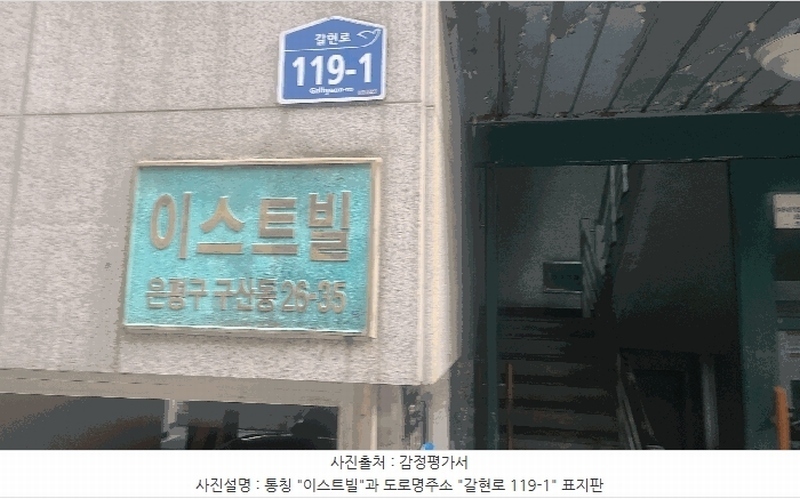 갈현로
119-1
Galhyeon-ro
이스트빌
은평구 구산동 26-35
사진출처 : 감정평가서
사진설명 : 통칭 "이스트빌"과 도로명주소 "갈현로 119-1" 표지판